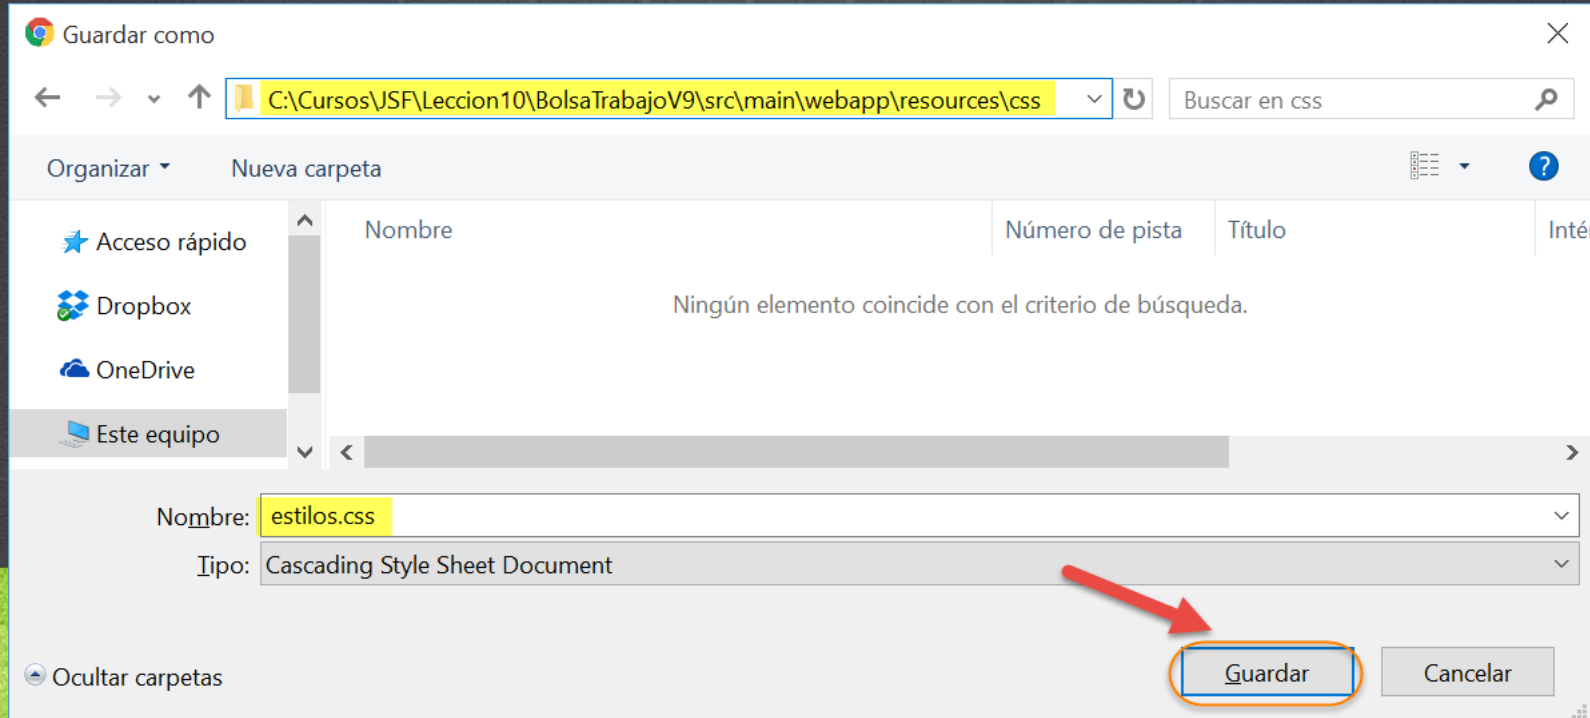 Guardar como
C:\Cursos\JSF\Leccion10\BolsaTrabajoV9\src\main\webapp\resources\css
Buscar en css
Organizar
Nueva carpeta
?
Acceso rápido
Dropbox
OneDrive
Este equipo
Nombre
Número de pista
Título
Inté
Ningún elemento coincide con el criterio de búsqueda.
Nombre: estilos.css
Tipo: Cascading Style Sheet Document
Ocultar carpetas
Guardar
Cancelar